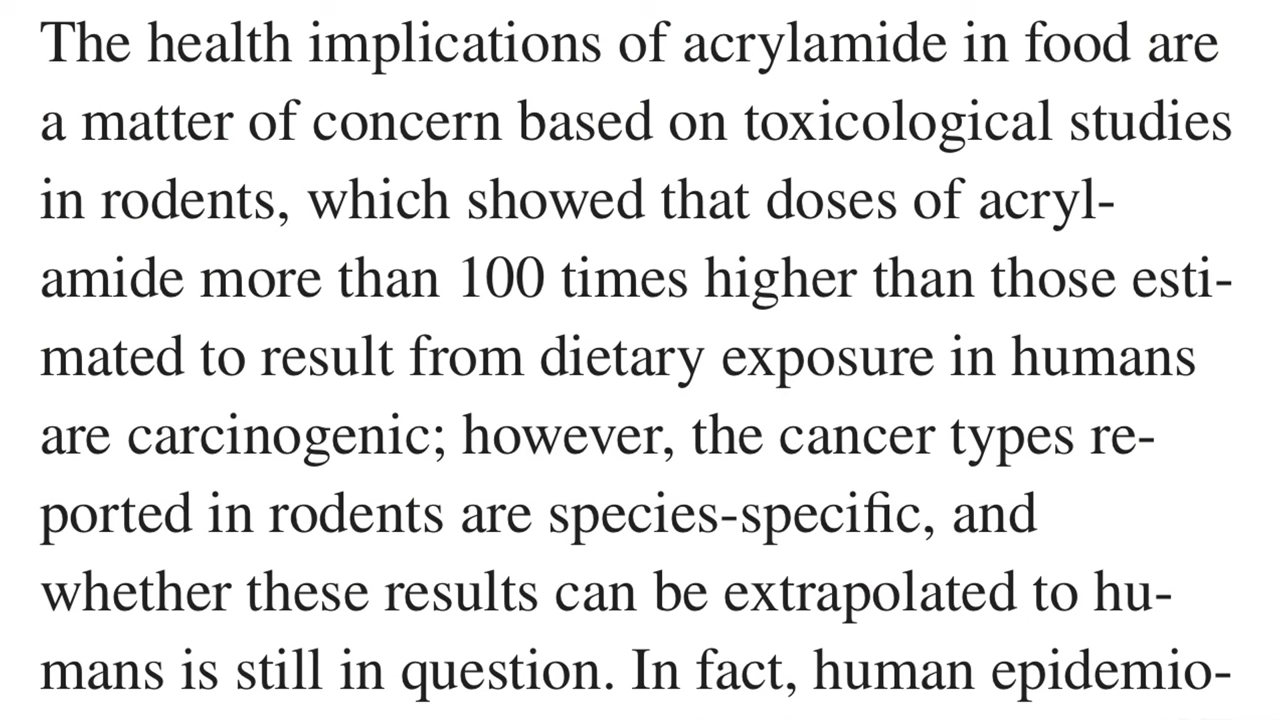 The health implications of acrylamide in food are
a matter of concern based on toxicological studies
in rodents, which showed that doses of acryl-
amide more than 100 times higher than those esti-
mated to result from dietary exposure in humans
are carcinogenic; however, the cancer types re-
ported in rodents are species-specific, and
whether these results can be extrapolated to hu-
mans is still in question. In fact, human epidemio-